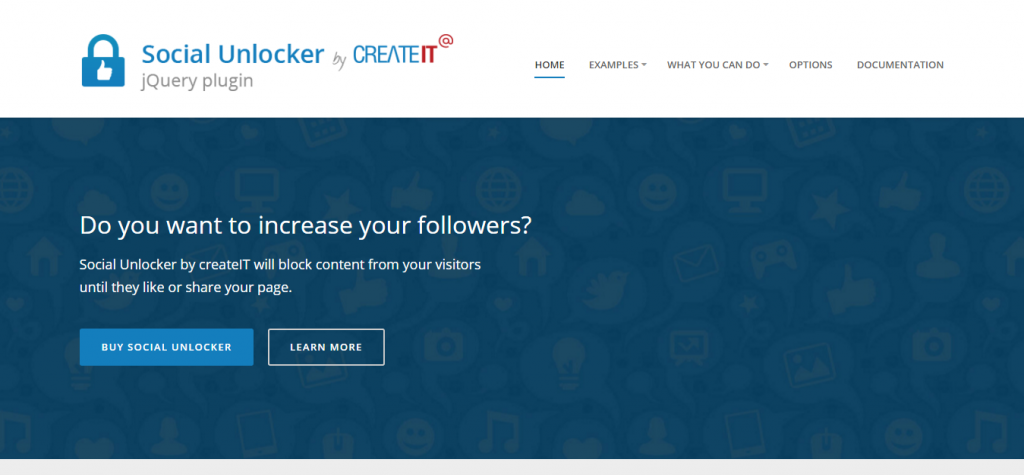 Social Unlocker by CREATEIT@
jQuery plugin
HOME EXAMPLES WHAT YOU CAN DO OPTIONS DOCUMENTATION
Do you want to increase your followers?
Social Unlocker by createIT will block content from your visitors
until they like or share your page.
BUY SOCIAL UNLOCKER LEARN MORE